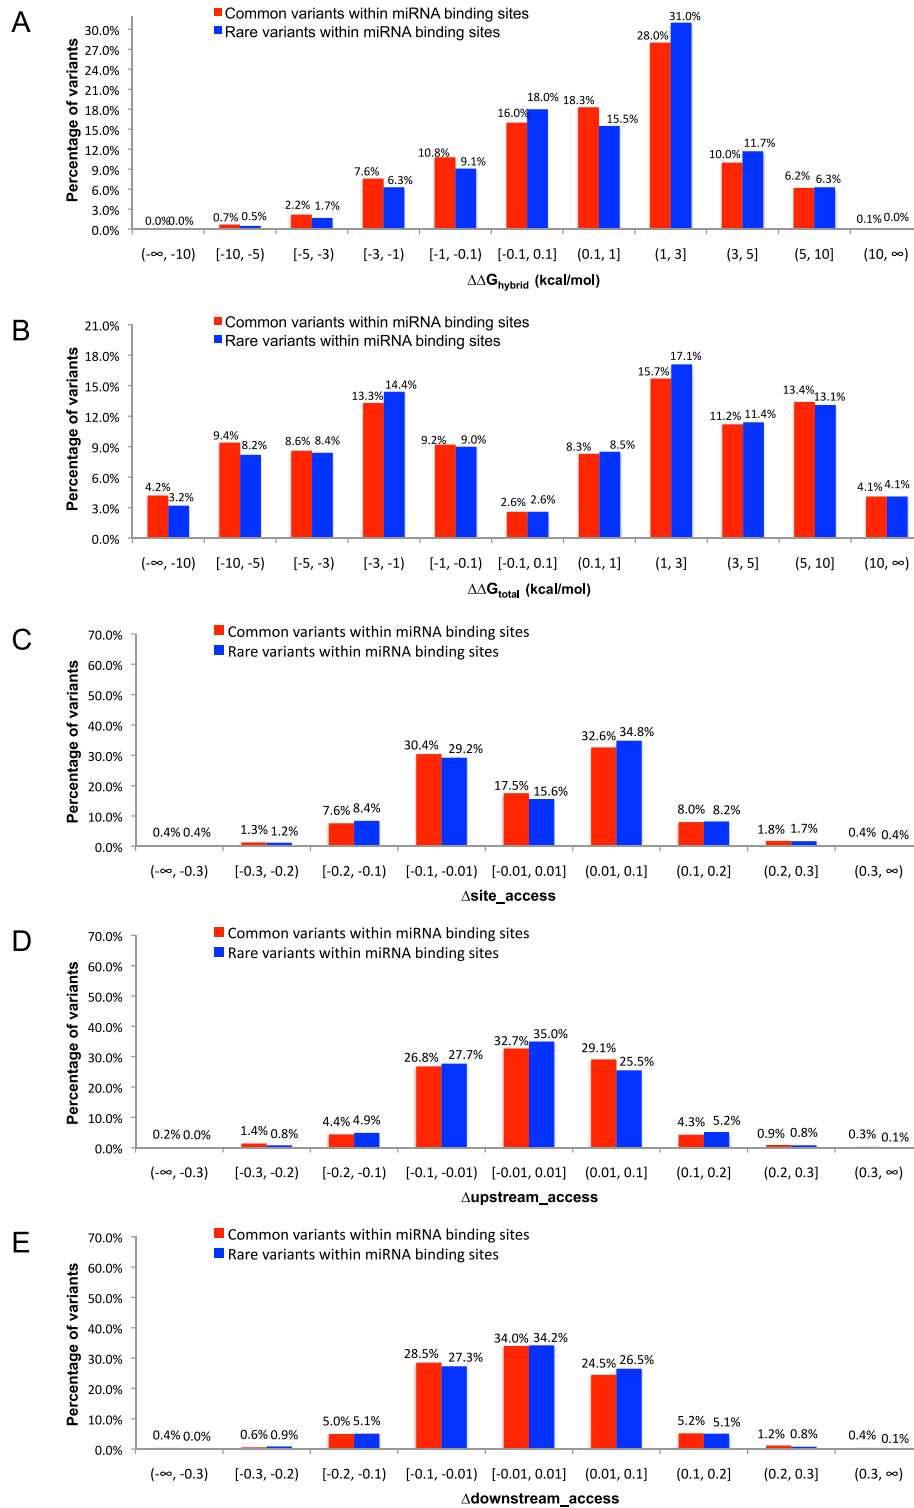 A
Common variants within miRNA binding sites
Rare variants within miRNA binding sites
Percentage of variants
30.0%
27.0%
24.0%
21.0%
18.0%
15.0%
12.0%
9.0%
6.0%
3.0%
0.0%
0.0% 0.0% 0.7% 0.5% 2.2% 1.7% 7.6% 6.3% 10.8% 9.1% 16.0% 18.0% 18.3% 15.5% 28.0% 31.0% 10.0% 11.7% 6.2% 6.3% 0.1% 0.0%
(-∞, -10) [-10, -5) [-5, -3) [-3, -1) [-1, -0.1) [-0.1, 0.1] (0.1, 1] (1, 3] (3, 5] (5, 10] (10, ∞)
ΔΔGhybrid (kcal/mol)
B
Common variants within miRNA binding sites
Rare variants within miRNA binding sites
Percentage of variants
21.0%
18.0%
15.0%
12.0%
9.0%
6.0%
3.0%
0.0%
4.2% 3.2% 9.4% 8.2% 8.6% 8.4% 13.3% 14.4% 9.2% 9.0% 2.6% 2.6% 8.3% 8.5% 15.7% 17.1% 11.2% 11.4% 13.4% 13.1% 4.1% 4.1%
(-∞, -10) [-10, -5) [-5, -3) [-3, -1) [-1, -0.1) [-0.1, 0.1] (0.1, 1] (1, 3] (3, 5] (5, 10] (10, ∞)
ΔΔGtotal (kcal/mol)
C
Common variants within miRNA binding sites
Rare variants within miRNA binding sites
Percentage of variants
70.0%
60.0%
50.0%
40.0%
30.0%
20.0%
10.0%
0.0%
0.4% 0.4% 1.3% 1.2% 7.6% 8.4% 30.4% 29.2% 17.5% 15.6% 32.6% 34.8% 8.0% 8.2% 1.8% 1.7% 0.4% 0.4%
(-∞, -0.3) [-0.3, -0.2) [-0.2, -0.1) [-0.1, -0.01) [-0.01, 0.01] (0.01, 0.1] (0.1, 0.2] (0.2, 0.3] (0.3, ∞)
Δsite_access
D
Common variants within miRNA binding sites
Rare variants within miRNA binding sites
Percentage of variants
70.0%
60.0%
50.0%
40.0%
30.0%
20.0%
10.0%
0.0%
0.2% 0.0% 1.4% 0.8% 4.4% 4.9% 26.8% 27.7% 32.7% 35.0% 29.1% 25.5% 4.3% 5.2% 0.9% 0.8% 0.3% 0.1%
(-∞, -0.3) [-0.3, -0.2) [-0.2, -0.1) [-0.1, -0.01) [-0.01, 0.01] (0.01, 0.1] (0.1, 0.2] (0.2, 0.3] (0.3, ∞)
Δupstream_access
E
Common variants within miRNA binding sites
Rare variants within miRNA binding sites
Percentage of variants
70.0%
60.0%
50.0%
40.0%
30.0%
20.0%
10.0%
0.0%
0.4% 0.0% 0.6% 0.9% 5.0% 5.1% 28.5% 27.3% 34.0% 34.2% 24.5% 26.5% 5.2% 5.1% 1.2% 0.8% 0.4% 0.1%
(-∞, -0.3) [-0.3, -0.2) [-0.2, -0.1) [-0.1, -0.01) [-0.01, 0.01] (0.01, 0.1] (0.1, 0.2] (0.2, 0.3] (0.3, ∞)
Δdownstream_access